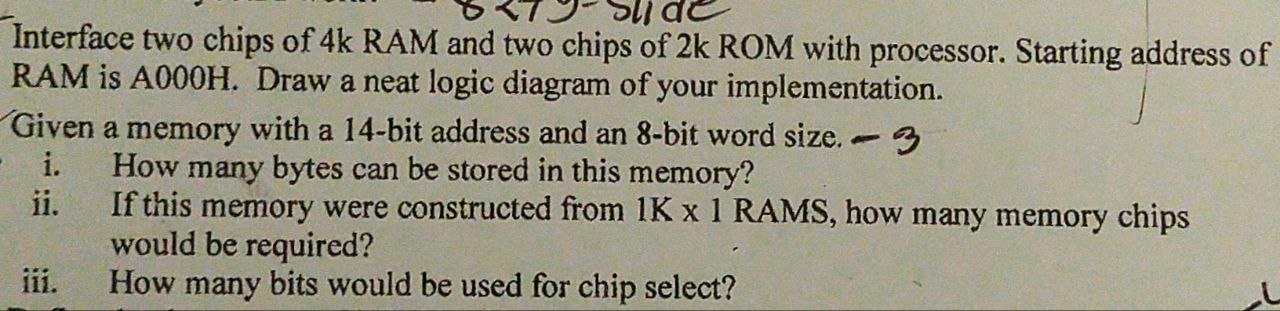 8279-slide
Interface two chips of 4k RAM and two chips of 2k ROM with processor. Starting address of
RAM is A000H. Draw a neat logic diagram of your implementation.
Given a memory with a 14-bit address and an 8-bit word size. - 3
i. How many bytes can be stored in this memory?
ii. If this memory were constructed from 1K x 1 RAMS, how many memory chips
would be required?
iii. How many bits would be used for chip select?